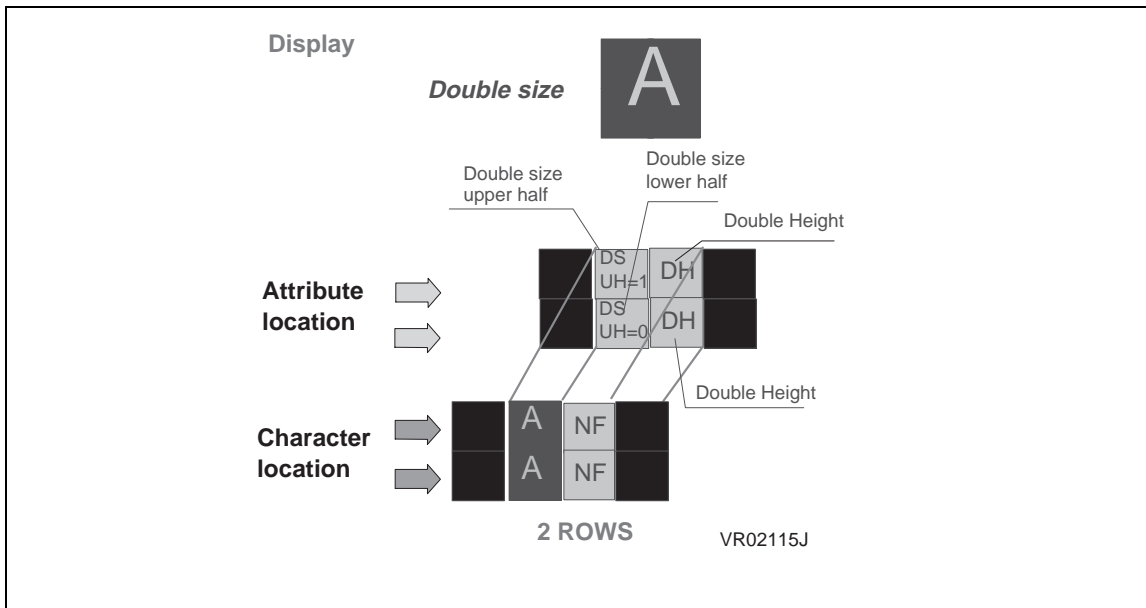 Display
A
Double size
Double size
upper half
Double size
lower half
Double Height
DS
UH=1
DH
DS
UH=0
DH
Attribute
location
Double Height
A
NF
A
NF
Character
location
2 ROWS
VR02115J